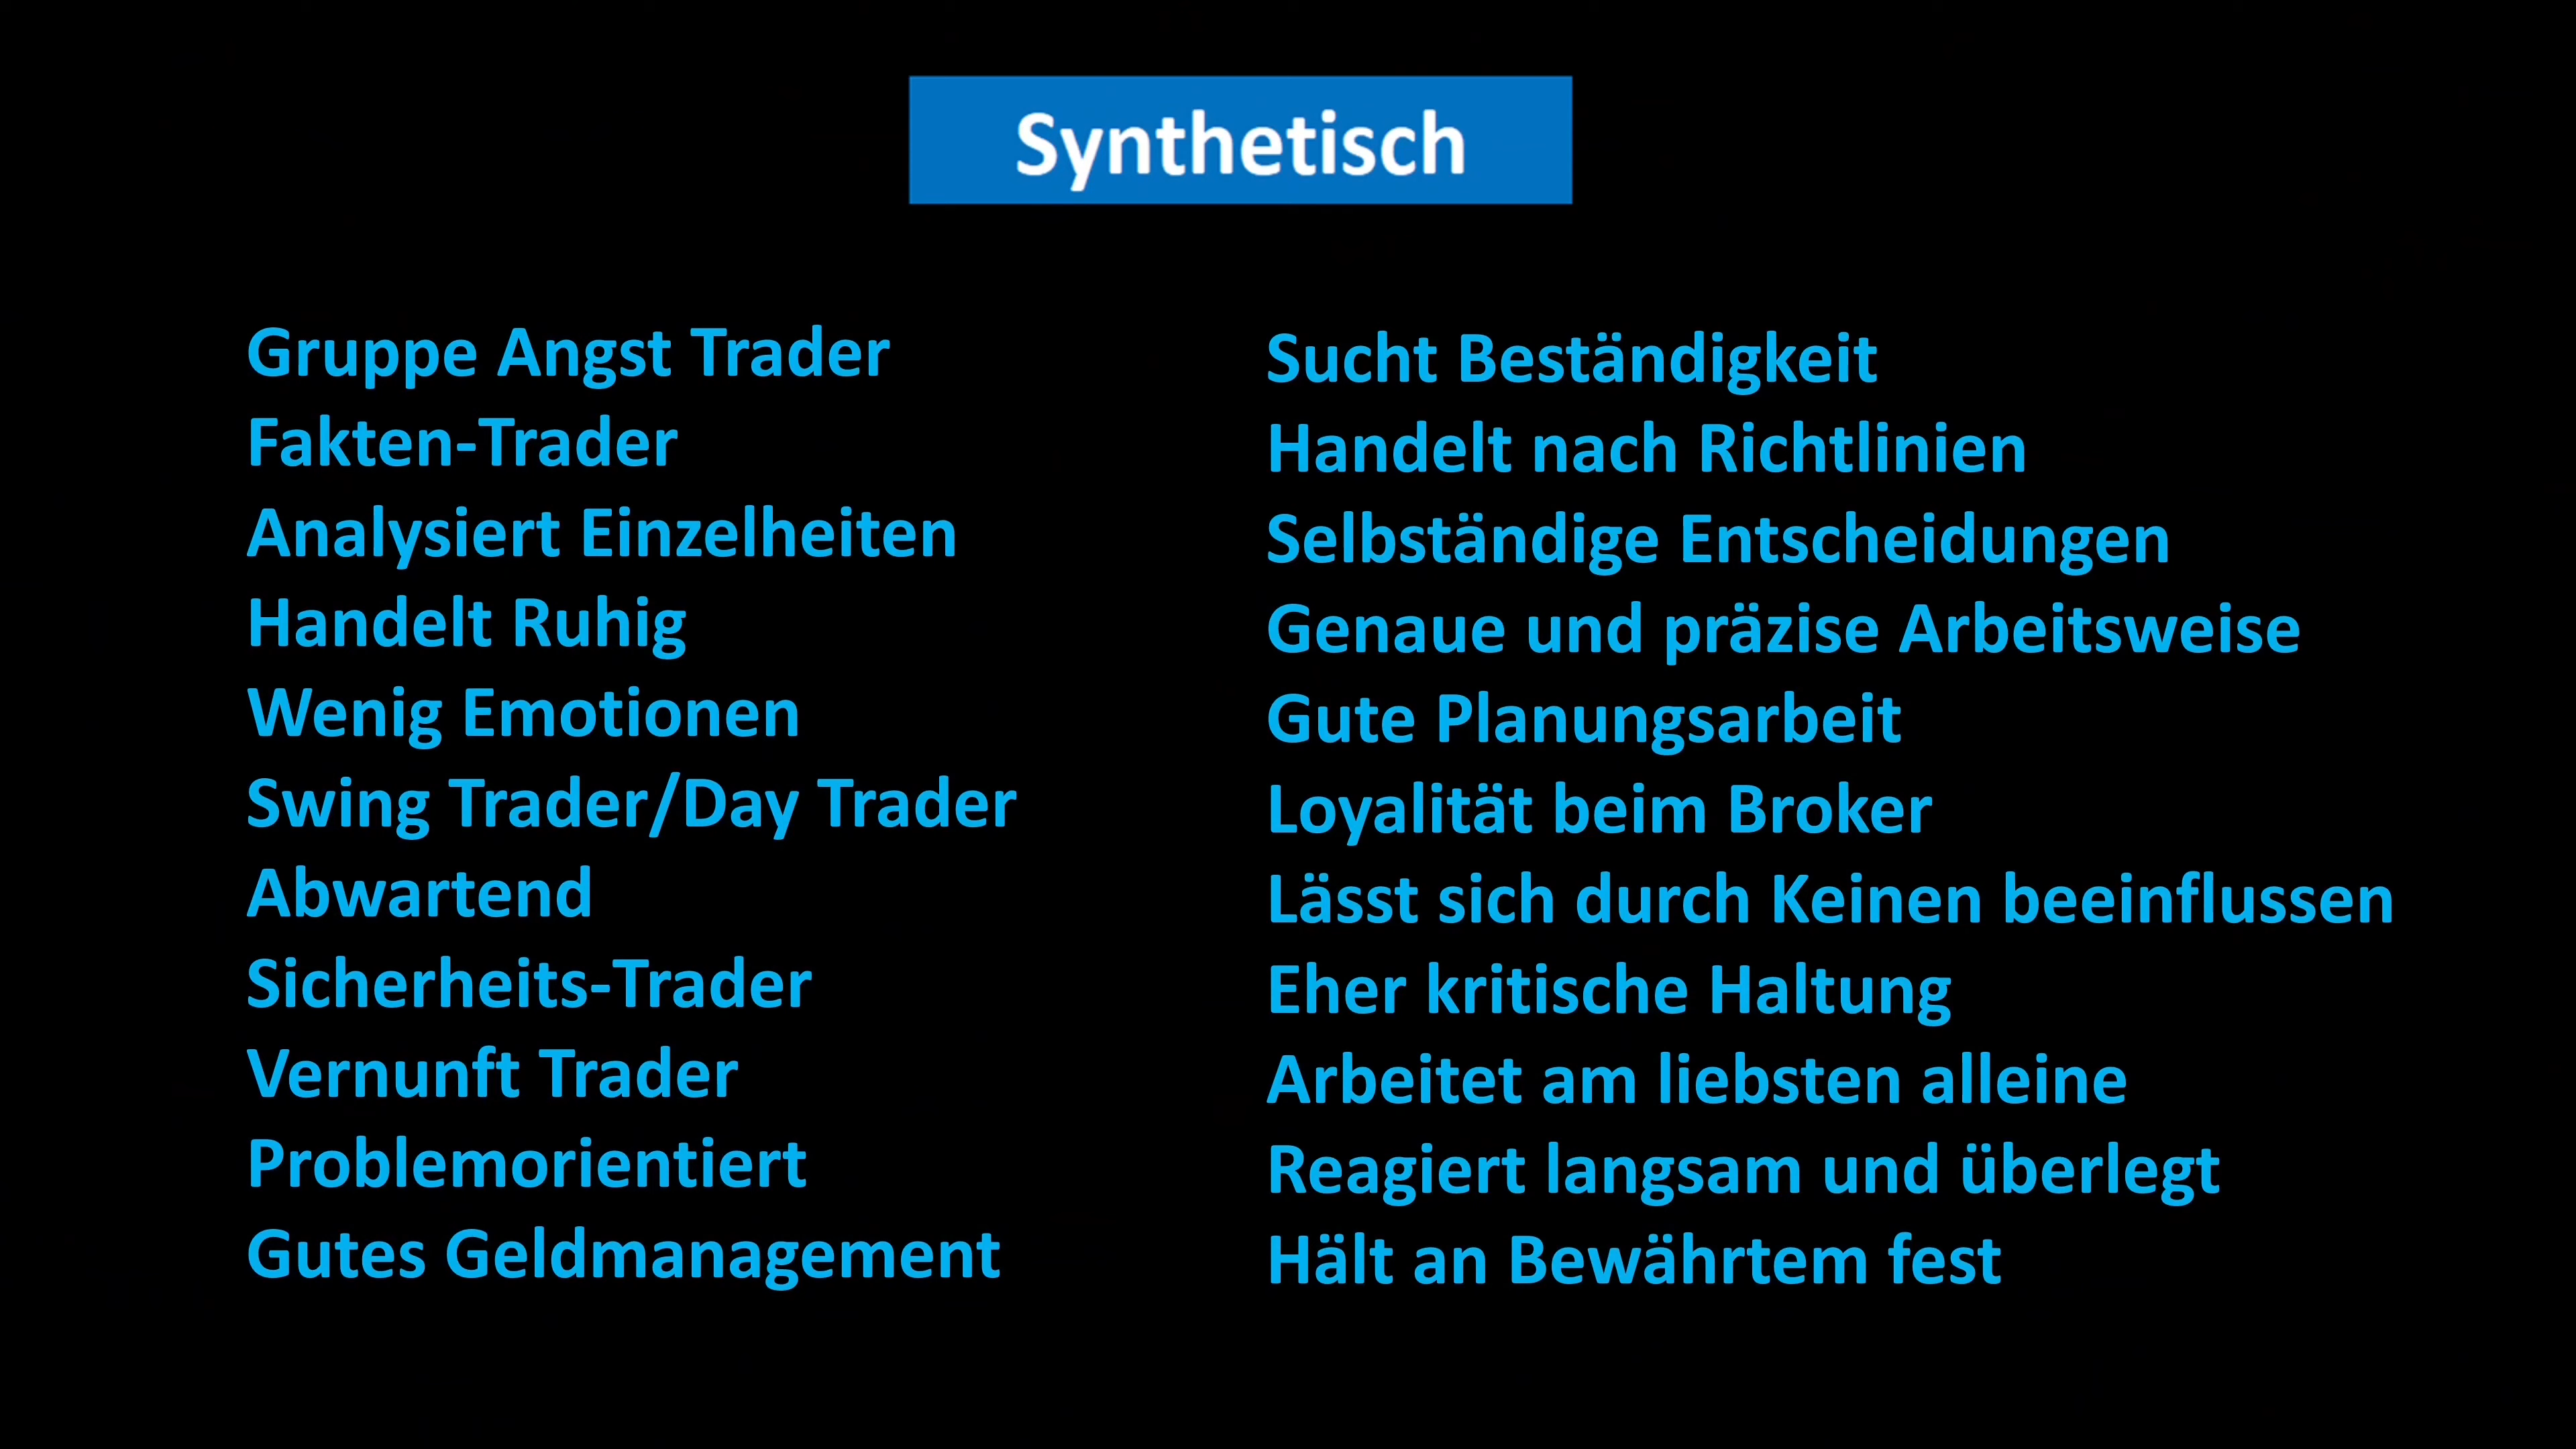 Synthetisch
Gruppe Angst Trader
Fakten-Trader
Analysiert Einzelheiten
Handelt Ruhig
Wenig Emotionen
Swing Trader/Day Trader
Abwartend
Sicherheits-Trader
Vernunft Trader
Problemorientiert
Gutes Geldmanagement
Sucht Beständigkeit
Handelt nach Richtlinien
Selbständige Entscheidungen
Genaue und präzise Arbeitsweise
Gute Planungsarbeit
Loyalität beim Broker
Lässt sich durch Keinen beeinflussen
Eher kritische Haltung
Arbeitet am liebsten alleine
Reagiert langsam und überlegt
Hält an Bewährtem fest